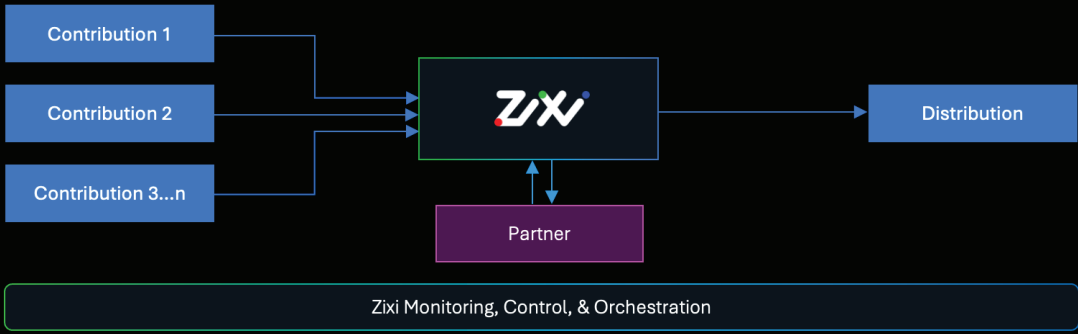 Contribution 1
Contribution 2
Contribution 3...n
Zixi
Partner
Distribution
Zixi Monitoring, Control, & Orchestration